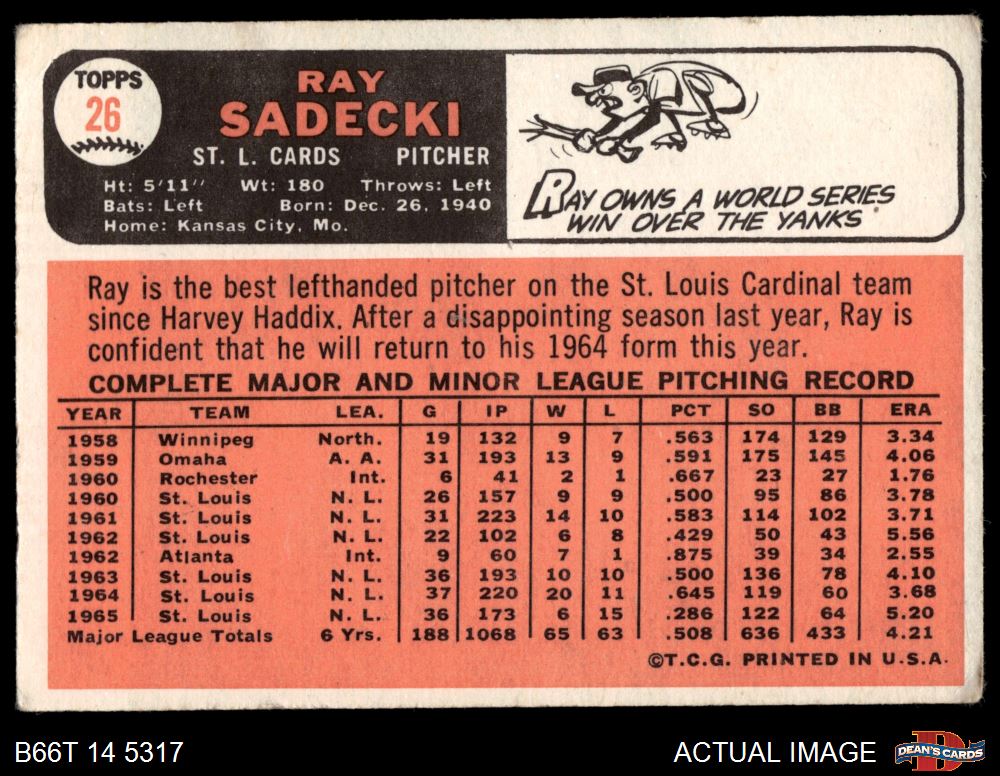 TOPPS
26
RAY
SADECKI
ST. L. CARDS PITCHER
Ht: 5'11" Wt: 180 Throws: Left
Bats: Left Born: Dec. 26, 1940
Home: Kansas City, Mo.
RAY OWNS A WORLD SERIES
WIN OVER THE YANKS
Ray is the best lefthanded pitcher on the St. Louis Cardinal team
since Harvey Haddix. After a disappointing season last year, Ray is
confident that he will return to his 1964 form this year.
COMPLETE MAJOR AND MINOR LEAGUE PITCHING RECORD
YEAR TEAM LEA. G IP W L PCT SO BB ERA
1958 Winnipeg North. 19 132 9 7 .563 174 129 3.34
1959 Omaha A. A. 31 193 13 9 .591 175 145 4.06
1960 Rochester Int. 6 41 2 1 .667 23 27 1.76
1960 St. Louis N. L. 26 157 9 9 .500 95 86 3.78
1961 St. Louis N. L. 31 223 14 10 .583 114 102 3.71
1962 St. Louis N. L. 22 102 6 8 .429 50 43 5.56
1962 Atlanta Int. 9 60 7 1 .875 39 34 2.55
1963 St. Louis N. L. 36 193 10 10 .500 136 78 4.10
1964 St. Louis N. L. 37 220 20 11 .645 119 60 3.68
1965 St. Louis N. L. 36 173 6 15 .286 122 64 5.20
Major League Totals 6 Yrs. 188 1068 65 63 .508 636 433 4.21
©T.C.G. PRINTED IN U.S.A.
B66T 14 5317 ACTUAL IMAGE DEAN'S CARDS